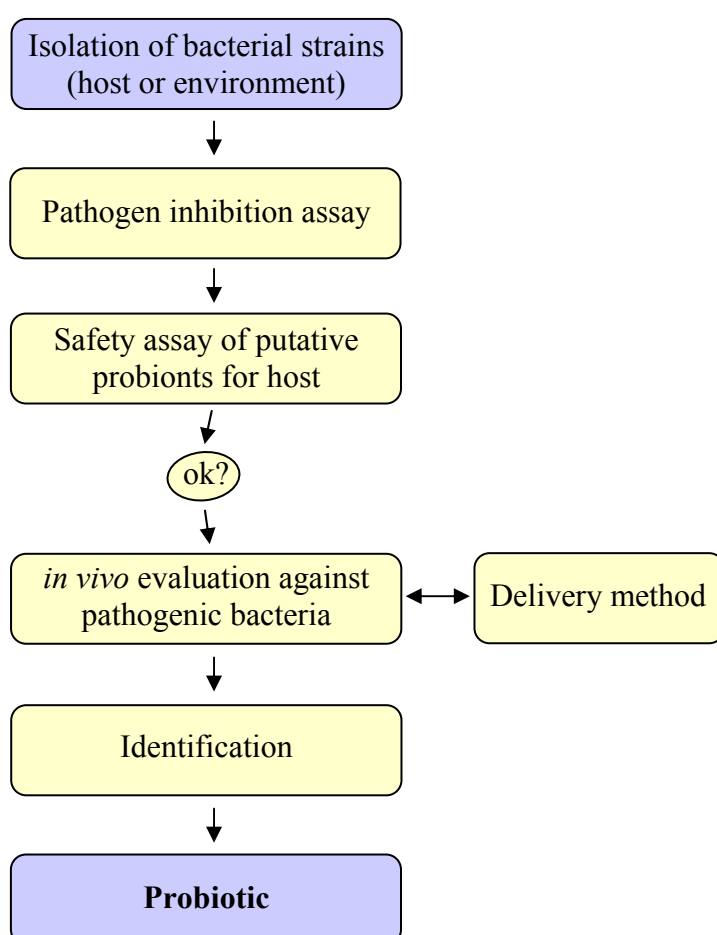 Isolation of bacterial strains
(host or environment)
Pathogen inhibition assay
Safety assay of putative
probionts for host
ok?
in vivo evaluation against
pathogenic bacteria
Delivery method
Identification
Probiotic